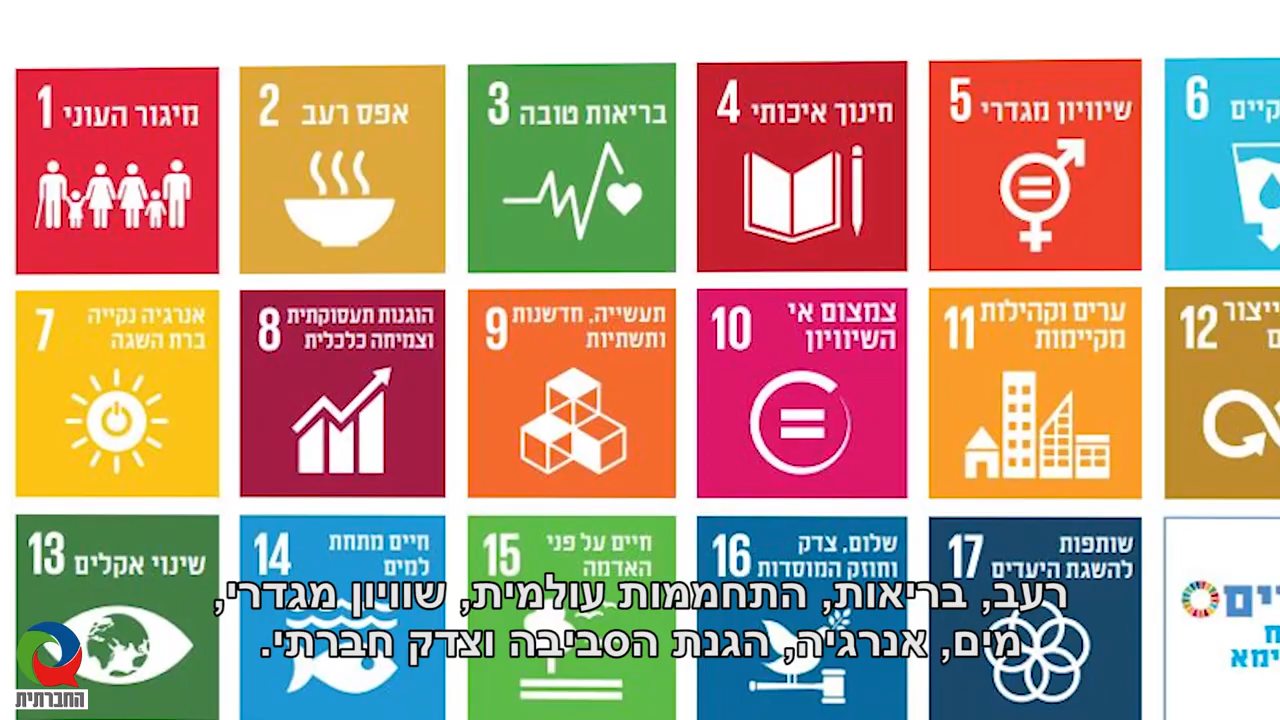 1 מיגור העוני
2 אפס רעב
3 בריאות טובה
4 חינוך איכותי
5 שיוויון מגדרי
6
7 אנרגיה נקייה
ברת השגה
8 הוגנות תעסוקתית
וצמיחה כלכלית
9 תעשייה, חדשנות
ותשתיות
10 צמצום אי
השיוויון
11 ערים וקהילות
מקיימות
12
13 שינוי אקלים
14 חיים מתחת
למים
15 חיים על פני
האדמה
16 שלום, צדק
וחוזק המוסדות
17 שותפות
להשגת היעדים
רעב, בריאות, התחממות עולמית, שוויון מגדרי,
מים, אנרגיה, הגנת הסביבה וצדק חברתי.
החברתית